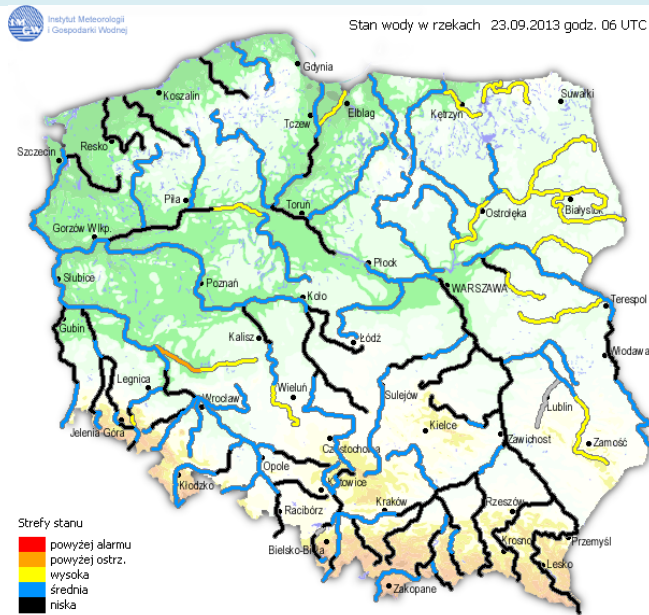 Instytut Meteorologii
i Gospodarki Wodnej
IMGW
Stan wody w rzekach 23.09.2013 godz. 06 UTC
Gdynia
Koszalin
Elbląg
Tczew
Kętrzyn
Suwałki
Resko
Szczecin
Piła
Toruń
Ostrołęka
Białystok
Gorzów Wlkp.
Płock
Słubice
Poznań
Koło
WARSZAWA
Terespol
Gubin
Kalisz
Łódź
Włodawa
Legnica
Wrocław
Wieluń
Sulejów
Lublin
Jelenia Góra
Kielce
Zawichost
Zamość
Częstochowa
Opole
Kłodzko
Katowice
Racibórz
Kraków
Rzeszów
Bielsko-Biała
Krosno
Przemyśl
Lesko
Zakopane
Strefy stanu
powyżej alarmu
powyżej ostrz.
wysoka
średnia
niska